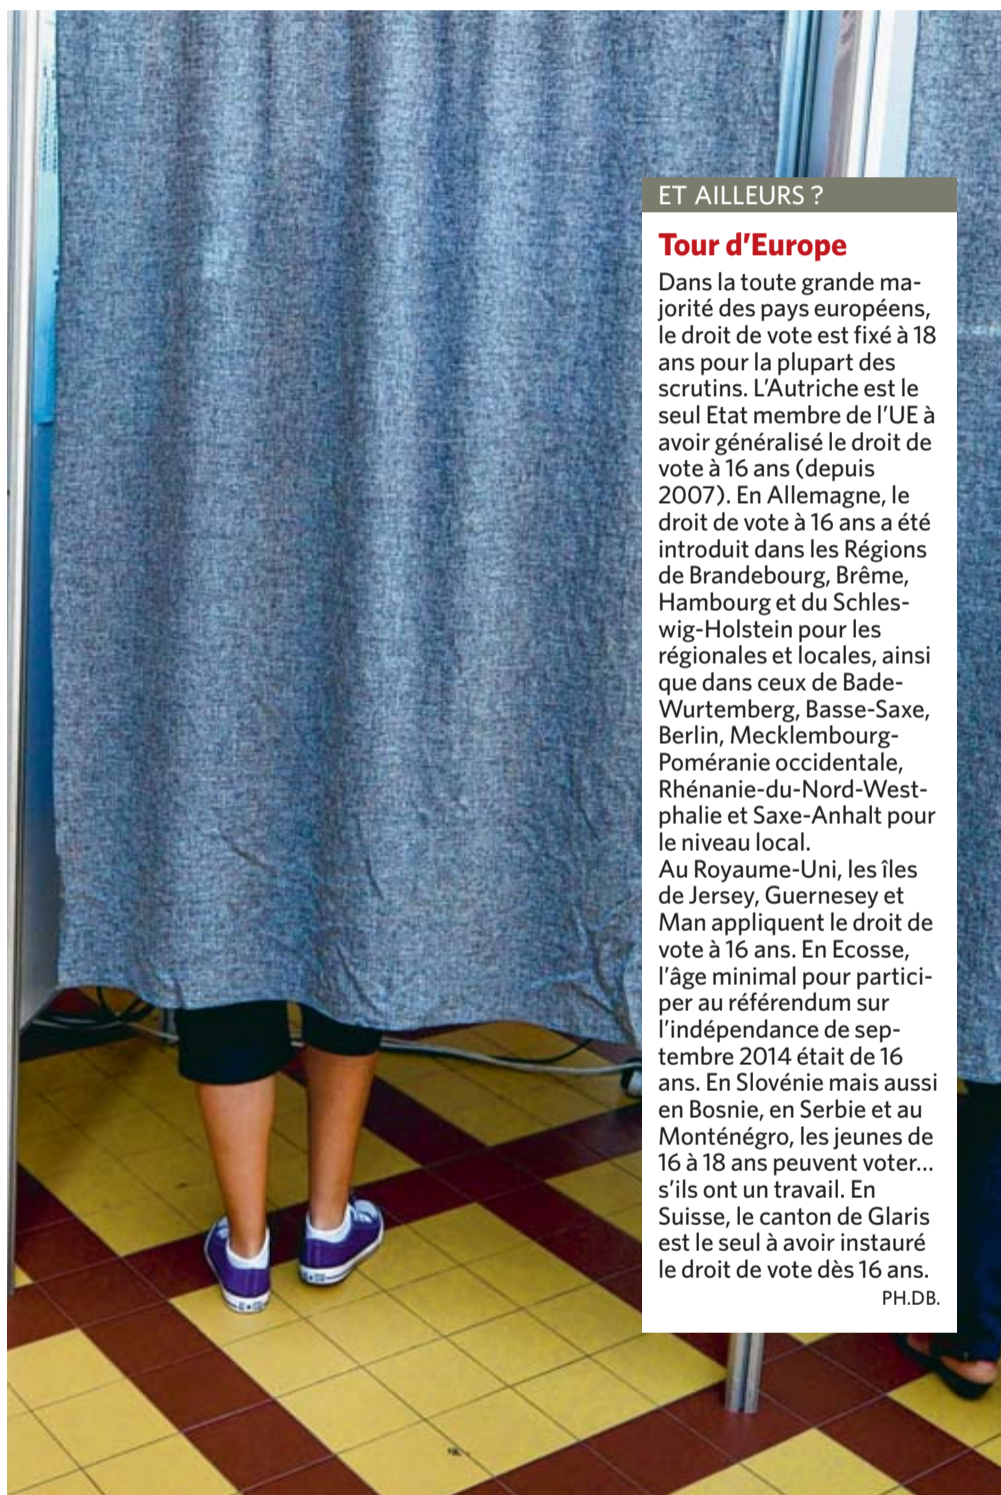 ET AILLEURS ?
Tour d'Europe
Dans la toute grande ma-
jorité des pays européens,
le droit de vote est fixé à 18
ans pour la plupart des
scrutins. L'Autriche est le
seul Etat membre de l'UE à
avoir généralisé le droit de
vote à 16 ans (depuis
2007). En Allemagne, le
droit de vote à 16 ans a été
introduit dans les Régions
de Brandebourg, Brême,
Hambourg et du Schles-
wig-Holstein pour les
régionales et locales, ainsi
que dans ceux de Bade-
Wurtemberg, Basse-Saxe,
Berlin, Mecklembourg-
Poméranie occidentale,
Rhénanie-du-Nord-West-
phalie et Saxe-Anhalt pour
le niveau local.
Au Royaume-Uni, les îles
de Jersey, Guernesey et
Man appliquent le droit de
vote à 16 ans. En Ecosse,
l'âge minimal pour partici-
per au référendum sur
l'indépendance de sep-
tembre 2014 était de 16
ans. En Slovénie mais aussi
en Bosnie, en Serbie et au
Monténégro, les jeunes de
16 à 18 ans peuvent voter...
s'ils ont un travail. En
Suisse, le canton de Glaris
est le seul à avoir instauré
le droit de vote dès 16 ans.
PH.DB.